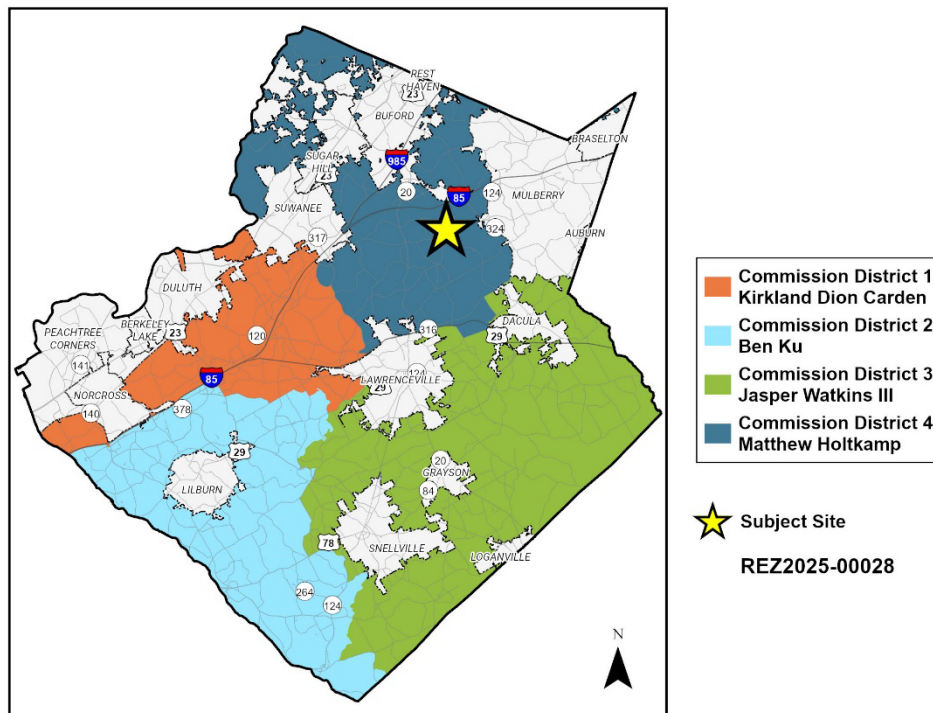 REST
HAVEN
23
BUFORD
BRASELTON
SUGAR
HILL
23
985
20
85
124
MULBERRY
SUWANEE
324
AUBURN
317
DULUTH
PEACHTREE
CORNERS
BERKELEY
LAKE
23
120
316
DACULA
29
141
124
LAWRENCEVILLE
29
85
NORCROSS
140
378
29
LILBURN
20
GRAYSON
84
78
SNELLVILLE
LOGANVILLE
264
124
N
Commission District 1
Kirkland Dion Carden
Commission District 2
Ben Ku
Commission District 3
Jasper Watkins III
Commission District 4
Matthew Holtkamp
Subject Site
REZ2025-00028